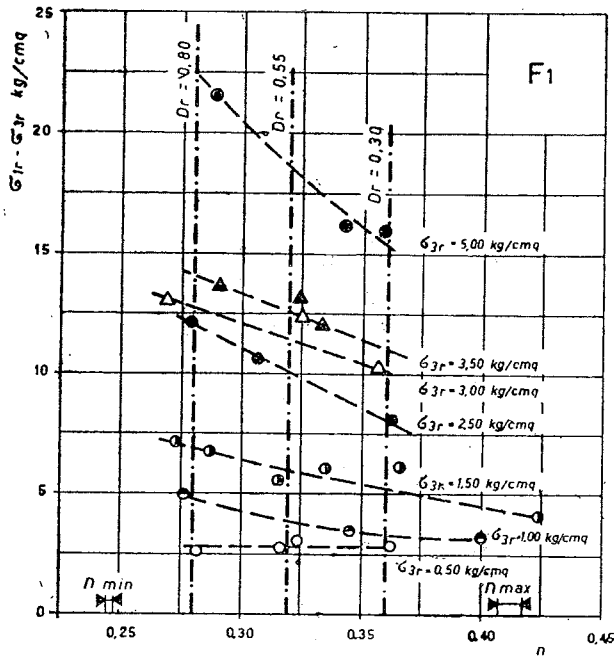 F1
σ1r - σ3r kg/cmq
25
20
15
10
5
0
Dr = 0,80
Dr = 0,55
Dr = 0,30
σ3r = 5,00 kg/cmq
σ3r = 3,50 kg/cmq
σ3r = 3,00 kg/cmq
σ3r = 2,50 kg/cmq
σ3r = 1,50 kg/cmq
σ3r = 1,00 kg/cmq
σ3r = 0,50 kg/cmq
n min
n max
0,25
0,30
0,35
0,40
0,45
n